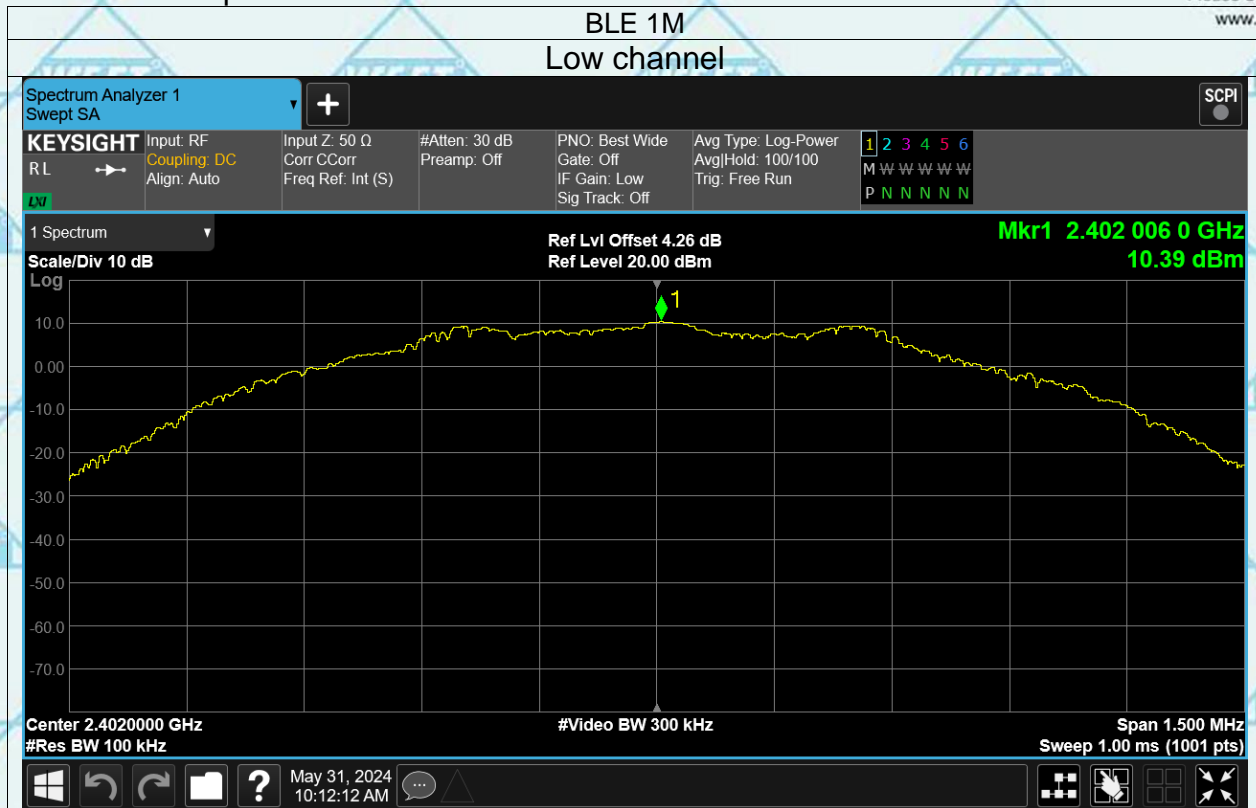 www.
BLE 1M
Low channel
Spectrum Analyzer 1
Swept SA
SCPI
KEYSIGHT
R L
LXI
Input: RF
Coupling: DC
Align: Auto
Input Z: 50 Ω
Corr CCorr
Freq Ref: Int (S)
#Atten: 30 dB
Preamp: Off
PNO: Best Wide
Gate: Off
IF Gain: Low
Sig Track: Off
Avg Type: Log-Power
Avg|Hold: 100/100
Trig: Free Run
1 2 3 4 5 6
M W W W W W
P N N N N N
1 Spectrum
Scale/Div 10 dB
Ref Lvl Offset 4.26 dB
Ref Level 20.00 dBm
Mkr1 2.402 006 0 GHz
10.39 dBm
Log
1
10.0
0.00
-10.0
-20.0
-30.0
-40.0
-50.0
-60.0
-70.0
Center 2.4020000 GHz
#Video BW 300 kHz
Span 1.500 MHz
#Res BW 100 kHz
Sweep 1.00 ms (1001 pts)
?
May 31, 2024
10:12:12 AM